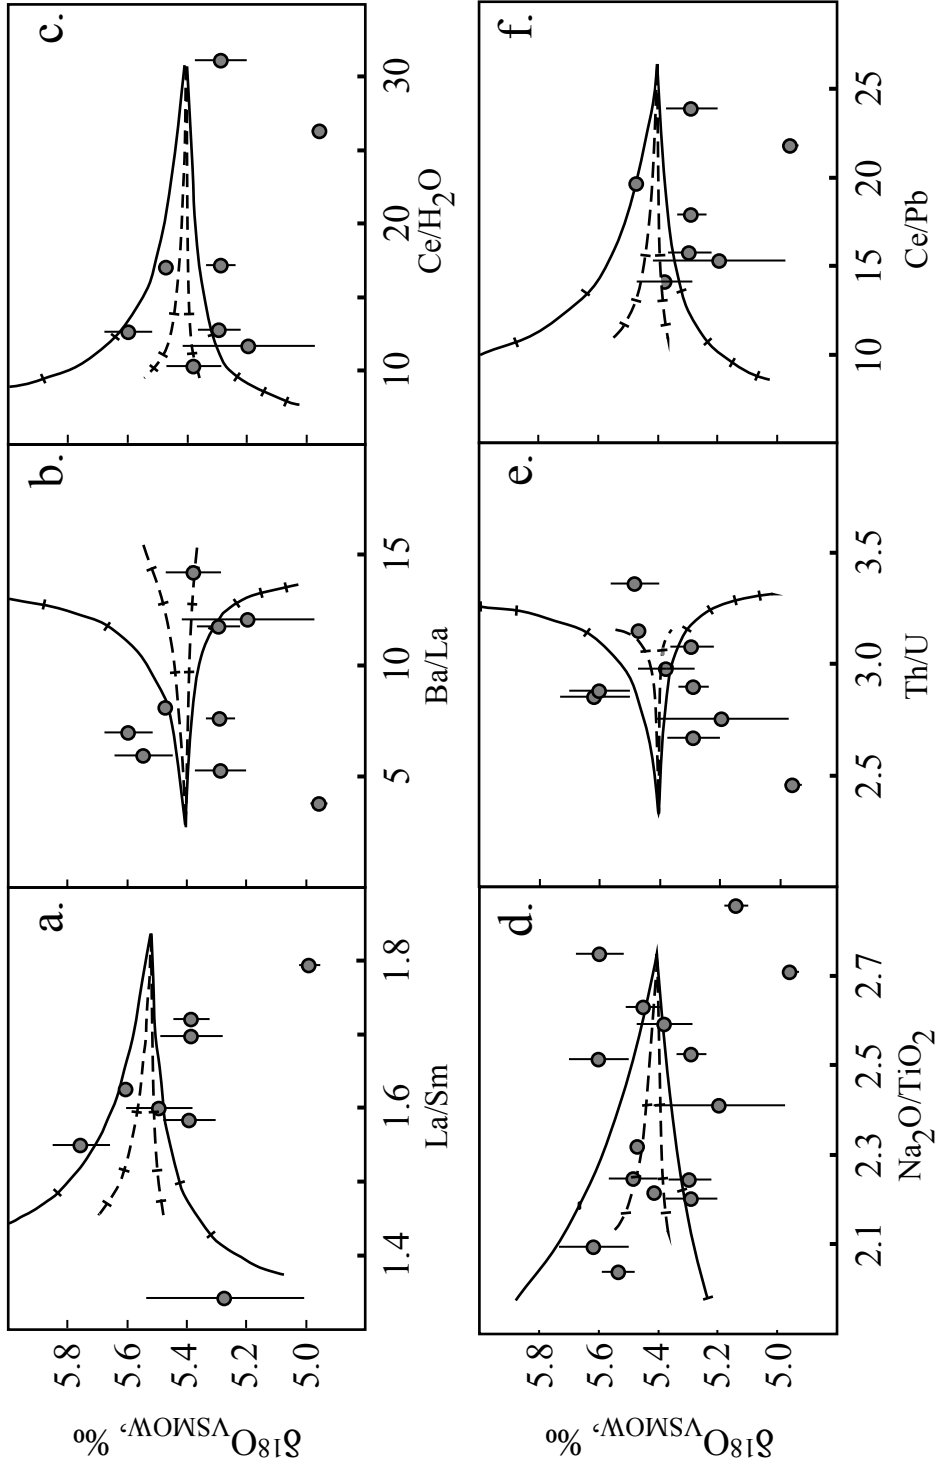 a.
b.
c.
5.8
5.6
5.4
5.2
5.0
δ18OVSMOW, ‰
1.4
1.6
1.8
La/Sm
5
10
15
Ba/La
10
20
30
Ce/H2O
d.
e.
f.
5.8
5.6
5.4
5.2
5.0
δ18OVSMOW, ‰
2.1
2.3
2.5
2.7
Na2O/TiO2
2.5
3.0
3.5
Th/U
10
15
20
25
Ce/Pb